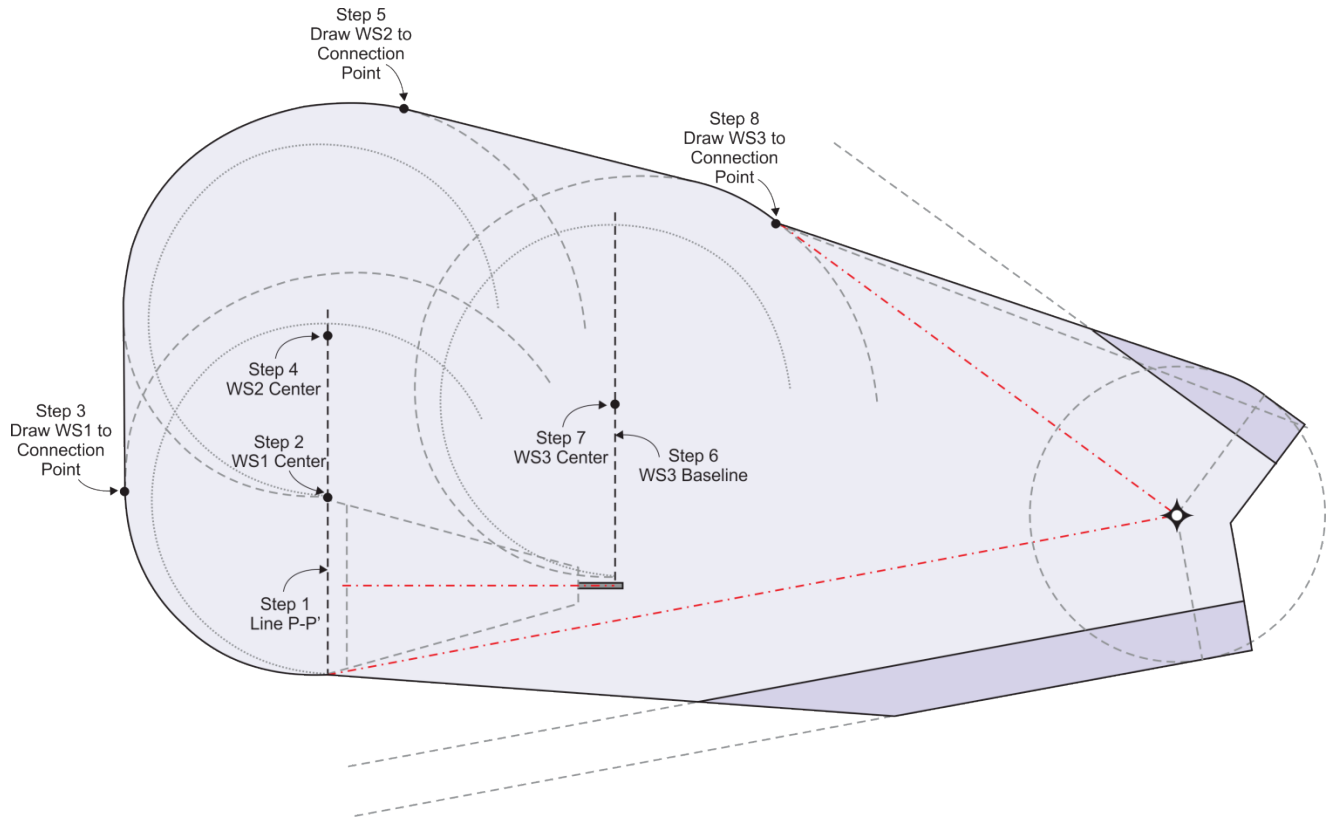 Step 5
Draw WS2 to
Connection
Point
Step 8
Draw WS3 to
Connection
Point
Step 4
WS2 Center
Step 3
Draw WS1 to
Connection
Point
Step 2
WS1 Center
Step 7
WS3 Center
Step 6
WS3 Baseline
Step 1
Line P-P’